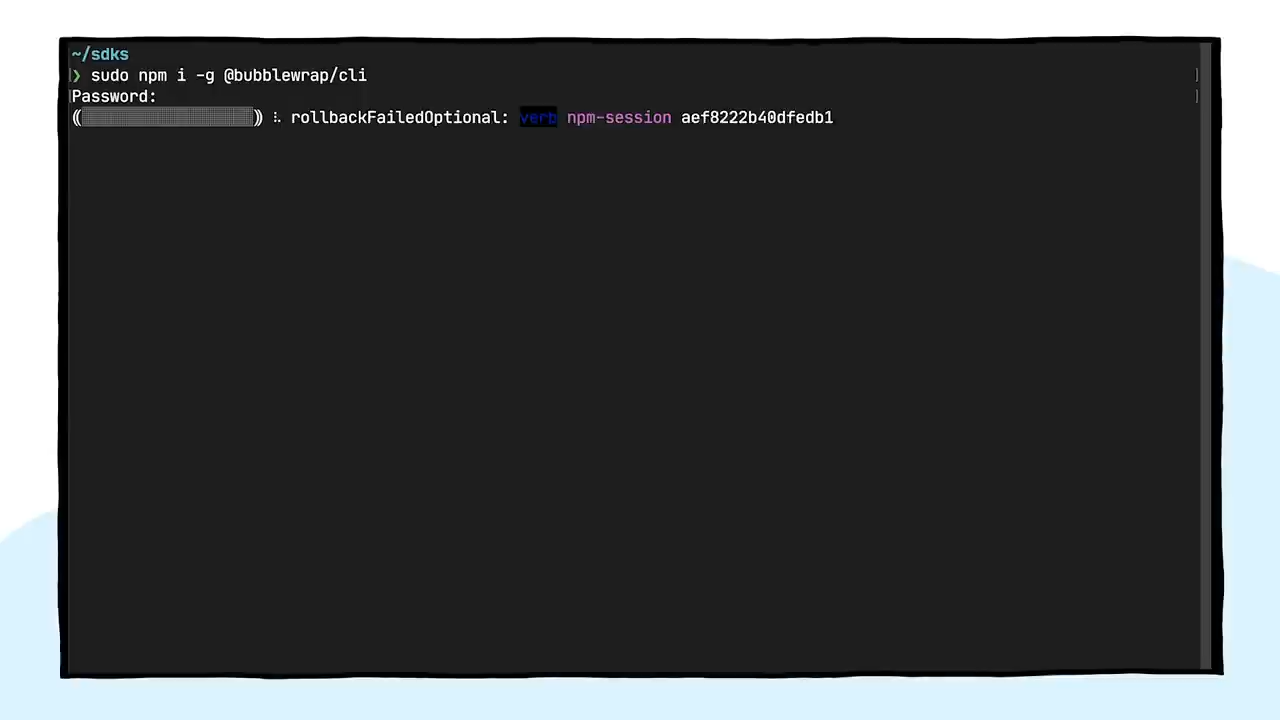 ~/sdks
❯ sudo npm i -g @bubblewrap/cli
Password:
(░░░░░░░░░░░░░░░░░░) ⠧ rollbackFailedOptional: verb npm-session aef8222b40dfedb1